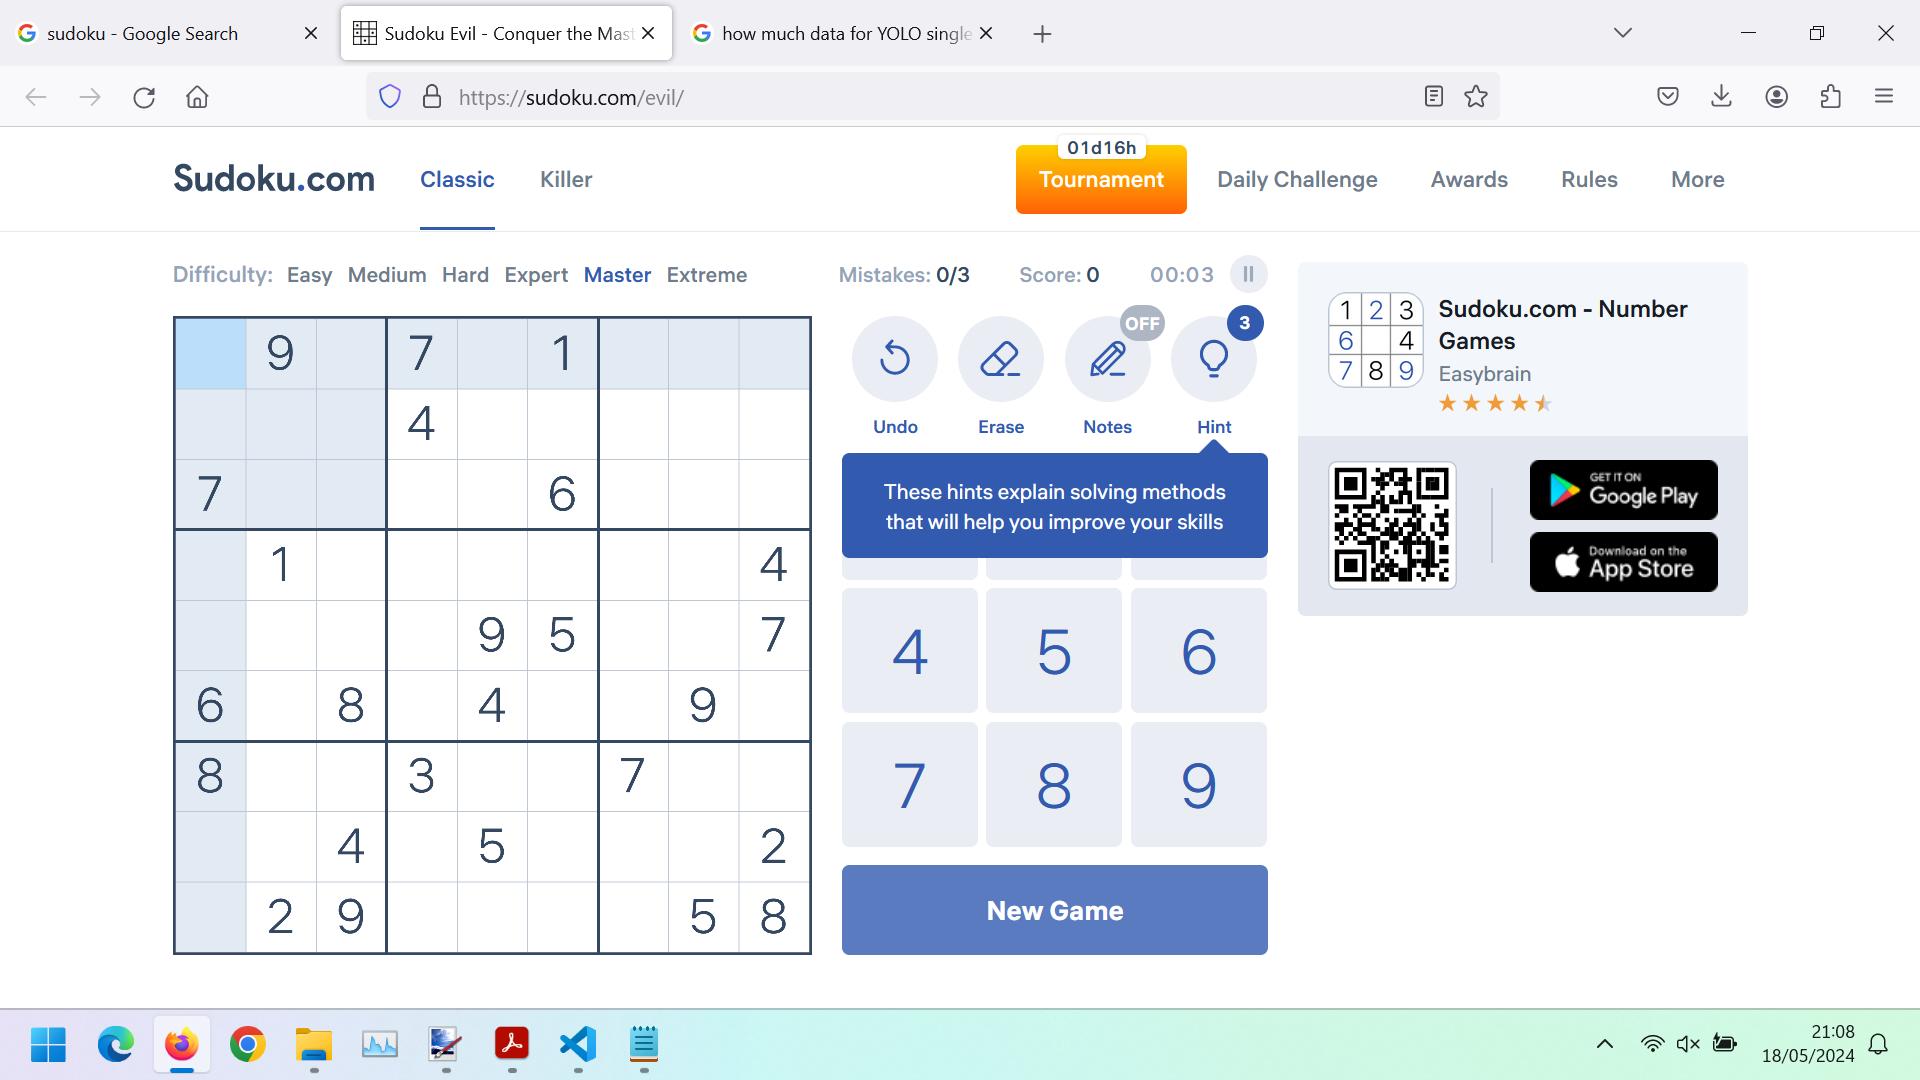 sudoku - Google Search
Sudoku Evil - Conquer the Mast
how much data for YOLO single
https://sudoku.com/evil/
Sudoku.com
Classic
Killer
01d16h
Tournament
Daily Challenge
Awards
Rules
More
Difficulty: Easy Medium Hard Expert Master Extreme
Mistakes: 0/3
Score: 0
00:03
9 7 1
4
7 6
1 4
9 5 7
6 8 4 9
8 3 7
4 5 2
2 9 5 8
OFF
3
Undo
Erase
Notes
Hint
These hints explain solving methods
that will help you improve your skills
4 5 6
7 8 9
New Game
1 2 3
6 4
7 8 9
Sudoku.com - Number
Games
Easybrain
GET IT ON
Google Play
Download on the
App Store
21:08
18/05/2024